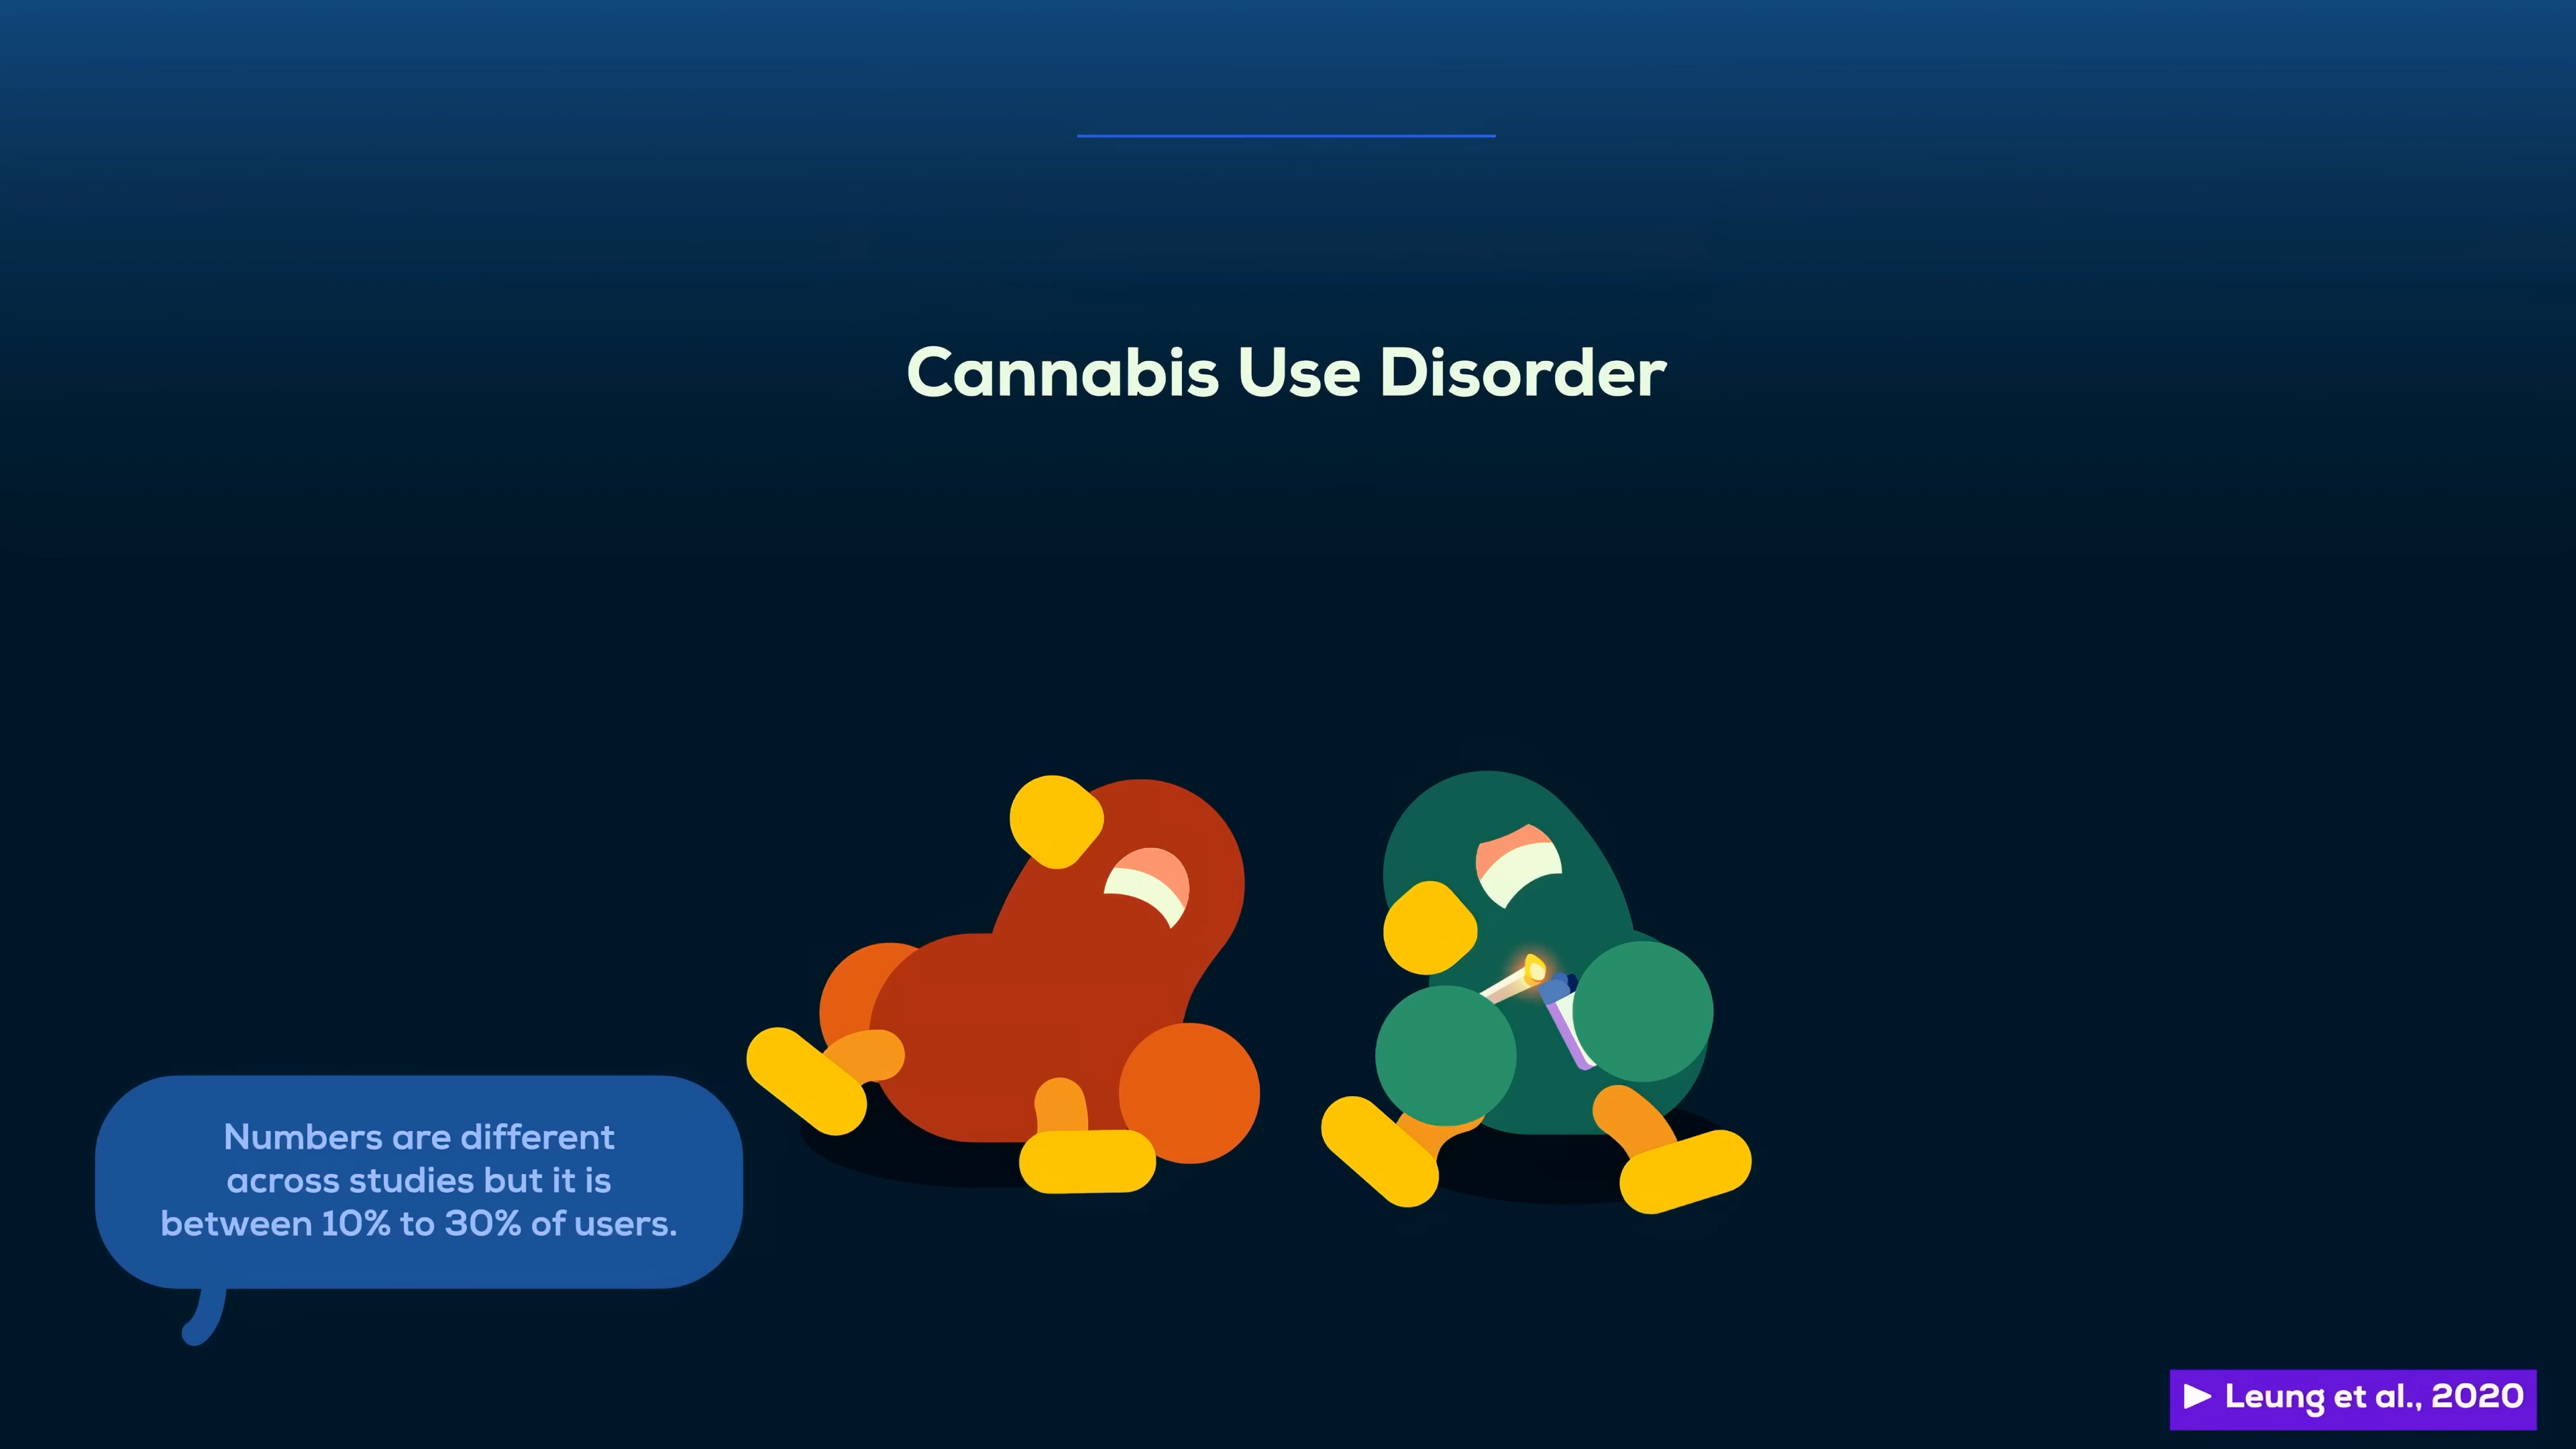 Cannabis Use Disorder
Numbers are different
across studies but it is
between 10% to 30% of users.
Leung et al., 2020